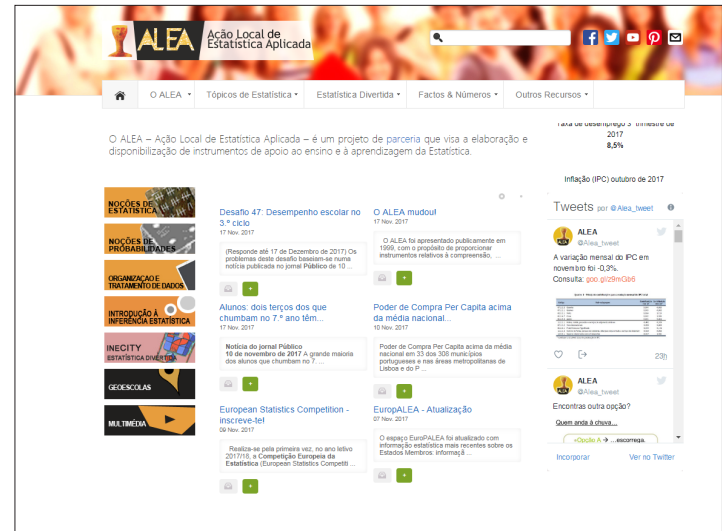 ALEA
Ação Local de
Estatística Aplicada
O ALEA
Tópicos de Estatística
Estatística Divertida
Factos & Números
Outros Recursos
O ALEA – Ação Local de Estatística Aplicada – é um projeto de parceria que visa a elaboração e
disponibilização de instrumentos de apoio ao ensino e à aprendizagem da Estatística.
Taxa de desemprego 3º trimestre de
2017
8,5%
Inflação (IPC) outubro de 2017
NOÇÕES DE
ESTATÍSTICA
NOÇÕES DE
PROBABILIDADES
ORGANIZAÇÃO E
TRATAMENTO DE DADOS
INTRODUÇÃO À
INFERÊNCIA ESTATÍSTICA
INECITY
ESTATÍSTICA DIVERTIDA
GEOESCOLAS
MULTIMÉDIA
Desafio 47: Desempenho escolar no
3.º ciclo
17 Nov. 2017
(Responde até 17 de Dezembro de 2017) Os
problemas deste desafio baseiam-se numa
notícia publicada no jornal Público de 10 ...
O ALEA mudou!
17 Nov. 2017
O ALEA foi apresentado publicamente em
1999, com o propósito de proporcionar
instrumentos relativos à compreensão, ...
Alunos: dois terços dos que
chumbam no 7.º ano têm...
17 Nov. 2017
Notícia do jornal Público
10 de novembro de 2017 A grande maioria
dos alunos que chumbam no 7. ...
Poder de Compra Per Capita acima
da média nacional...
10 Nov. 2017
Poder de Compra Per Capita acima da média
nacional em 33 dos 308 municípios
portugueses e nas áreas metropolitanas de
Lisboa e do P ...
European Statistics Competition -
inscreve-te!
09 Nov. 2017
Realiza-se pela primeira vez, no ano letivo
2017/18, a Competição Europeia da
Estatística (European Statistics Competiti ...
EuropALEA - Atualização
07 Nov. 2017
O espaço EuroPALEA foi atualizado com
informação estatística mais recentes sobre os
Estados Membros: informaçã ...
Tweets por @Alea_tweet
ALEA
@Alea_tweet
A variação mensal do IPC em
novembro foi -0,3%.
Consulta: goo.gl/z9mGb6
23h
ALEA
@Alea_tweet
Encontras outra opção?
Quem anda à chuva...
«Opção A → ...escorrega.
Incorporar
Ver no Twitter